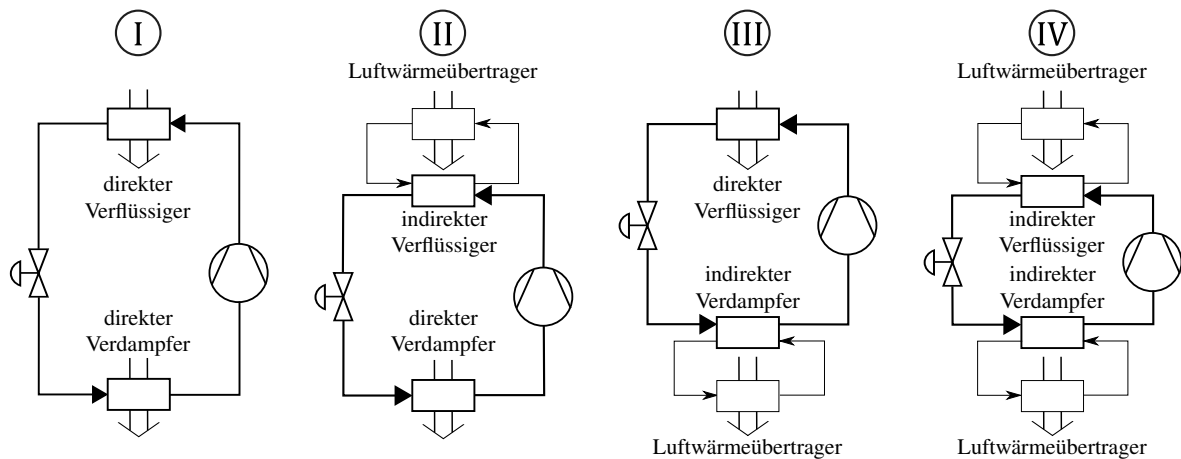 I
II
III
IV
Luftwärmeübertrager
Luftwärmeübertrager
direkter
Verflüssiger
direkter
Verflüssiger
indirekter
Verflüssiger
indirekter
Verflüssiger
indirekter
Verdampfer
indirekter
Verdampfer
direkter
Verdampfer
direkter
Verdampfer
Luftwärmeübertrager
Luftwärmeübertrager